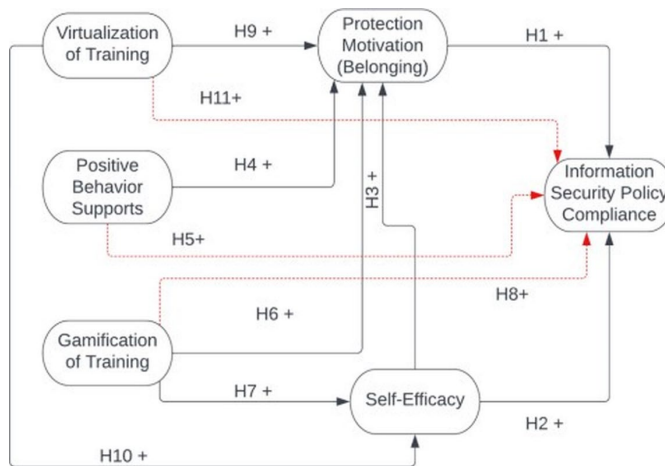 Virtualization
of Training
H9 +
Protection
Motivation
(Belonging)
H1 +
H11+
Positive
Behavior
Supports
H4 +
H3 +
Information
Security Policy
Compliance
H5+
H8+
H6 +
Gamification
of Training
H7 +
Self-Efficacy
H2 +
H10 +